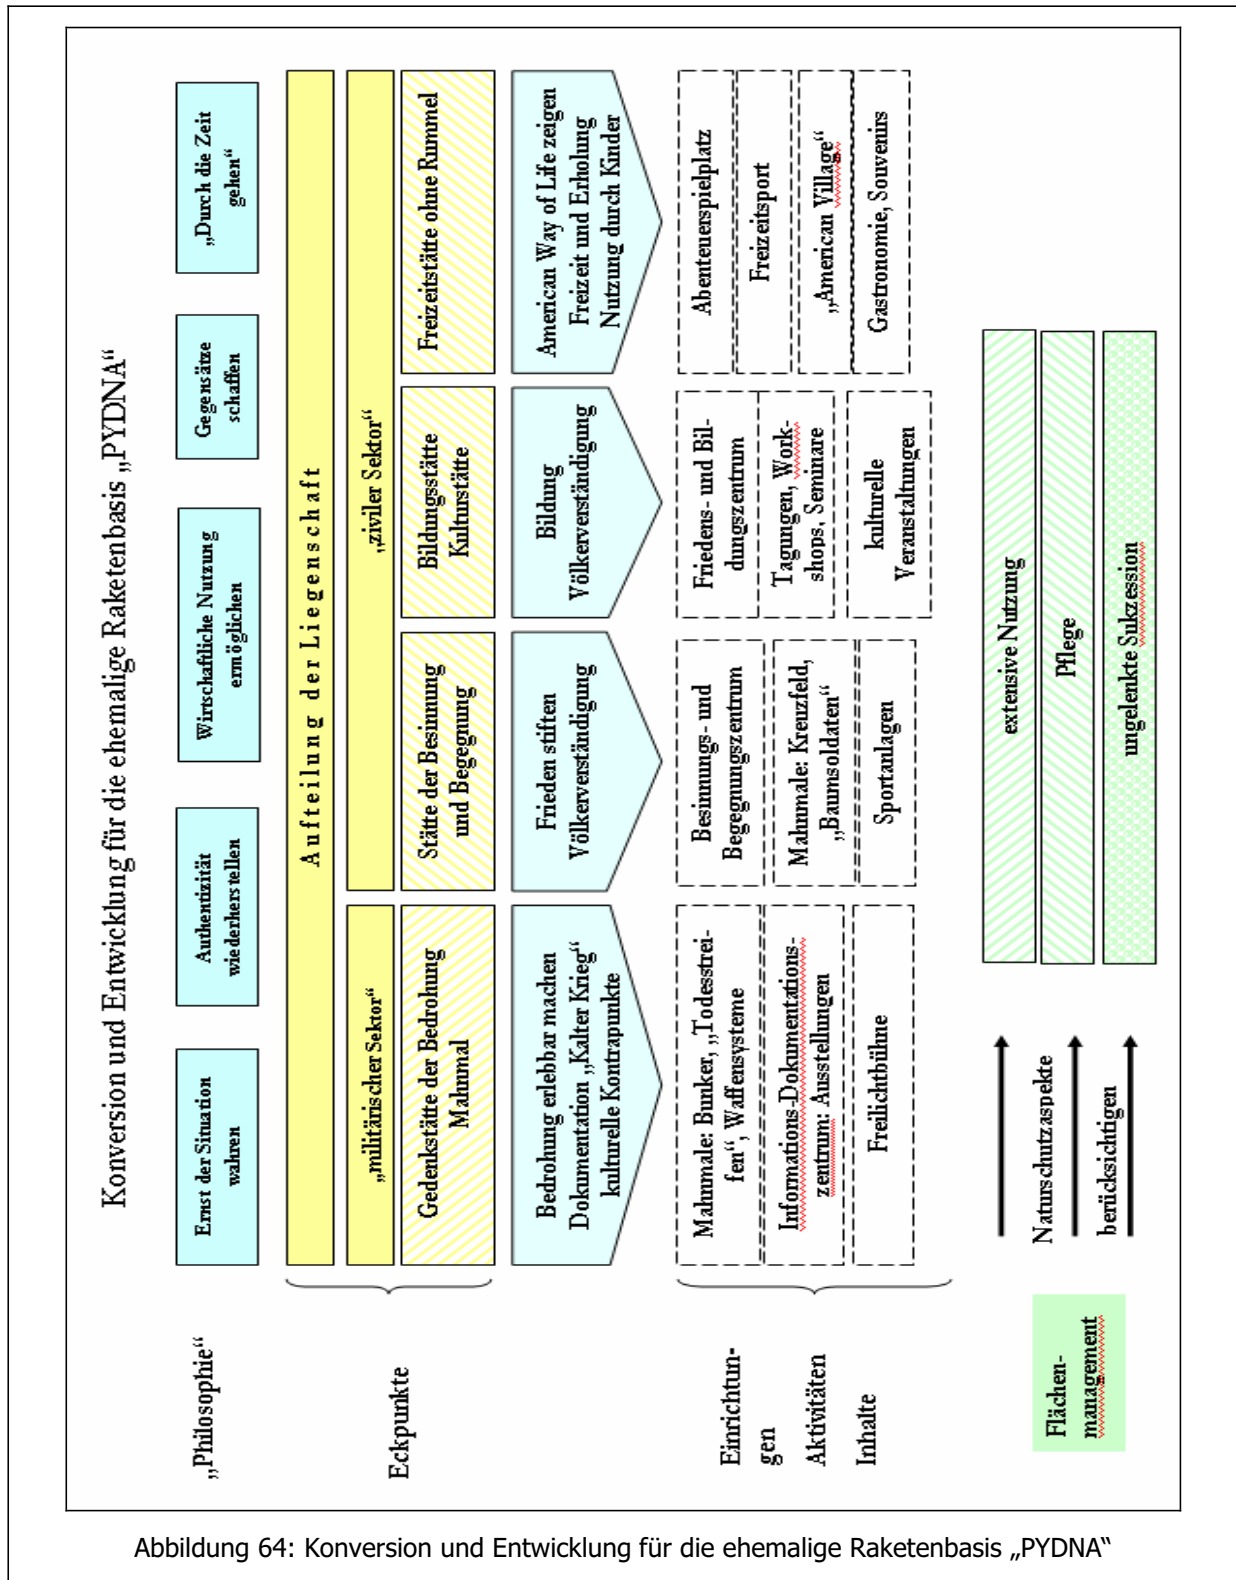 Konversion und Entwicklung für die ehemalige Raketenbasis „PYDNA“
„Philosophie“
Ernst der Situation
wahren
Authentizität
wiederherstellen
Wirtschaftliche Nutzung
ermöglichen
Gegensätze
schaffen
„Durch die Zeit
gehen“
Eckpunkte
Aufteilung der Liegenschaft
„militärischer Sektor“
„ziviler Sektor“
Gedenkstätte der Bedrohung
Mahnmal
Stätte der Besinnung
und Begegnung
Bildungsstätte
Kulturstätte
Freizeitstätte ohne Rummel
Bedrohung erlebbar machen
Dokumentation „Kalter Krieg“
kulturelle Kontrapunkte
Frieden stiften
Völkerverständigung
Bildung
Völkerverständigung
American Way of Life zeigen
Freizeit und Erholung
Nutzung durch Kinder
Einrichtun-
gen
Aktivitäten
Inhalte
Mahnmale: Bunker, „Todesstrei-
fen“, Waffensysteme
Informations-Dokumentations-
zentrum: Ausstellungen
Freilichtbühne
Besinnungs- und
Begegnungszentrum
Mahnmale: Kreuzfeld,
„Baumsoldaten“
Sportanlagen
Friedens- und Bil-
dungszentrum
Tagungen, Work-
shops, Seminare
kulturelle
Veranstaltungen
Abenteuerspielplatz
Freizeitsport
„American Village“
Gastronomie, Souvenirs
Flächen-
management
Naturschutzaspekte
berücksichtigen
extensive Nutzung
Pflege
ungelenkte Sukzession
Abbildung 64: Konversion und Entwicklung für die ehemalige Raketenbasis „PYDNA“